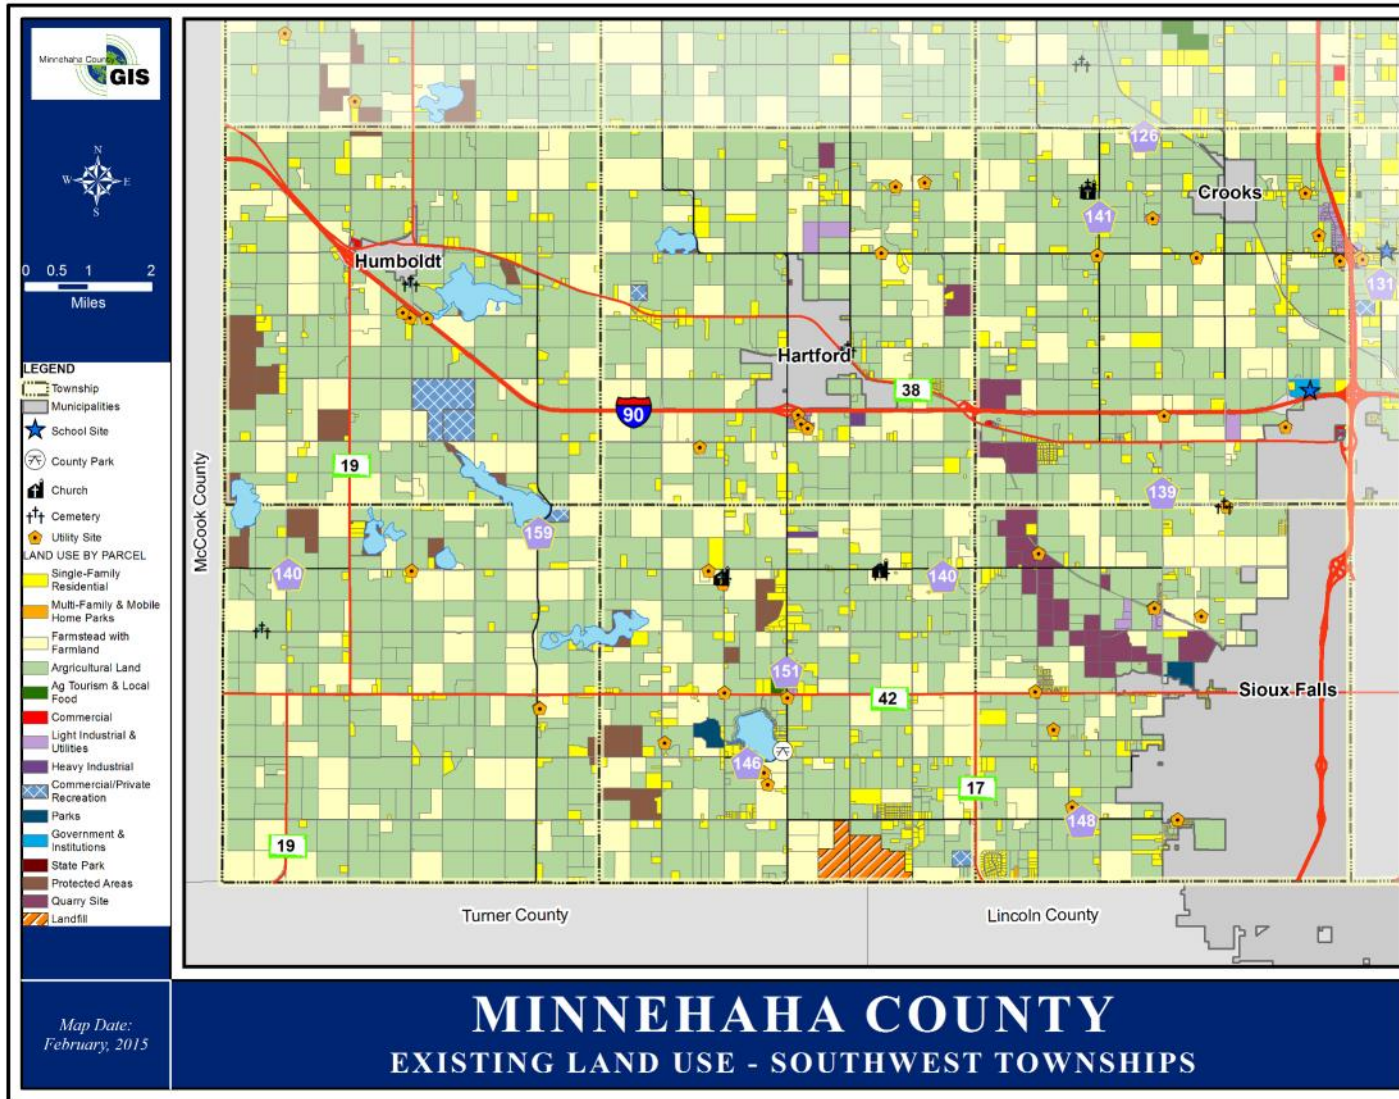 Minnehaha County
GIS
N
W E
S
0 0.5 1 2
Miles
LEGEND
Township
Municipalities
School Site
County Park
Church
Cemetery
Utility Site
LAND USE BY PARCEL
Single-Family
Residential
Multi-Family & Mobile
Home Parks
Farmstead with
Farmland
Argricultural Land
Ag Tourism & Local
Food
Commercial
Light Industrial &
Utilities
Heavy Industrial
Commercial/Private
Recreation
Parks
Government &
Institutions
State Park
Protected Areas
Quarry Site
Landfill
126
Crooks
141
Humboldt
131
Hartford
38
90
19
McCook County
139
159
140
140
151
42
Sioux Falls
146
17
148
19
Turner County
Lincoln County
Map Date:
February, 2015
MINNEHAHA COUNTY
EXISTING LAND USE - SOUTHWEST TOWNSHIPS